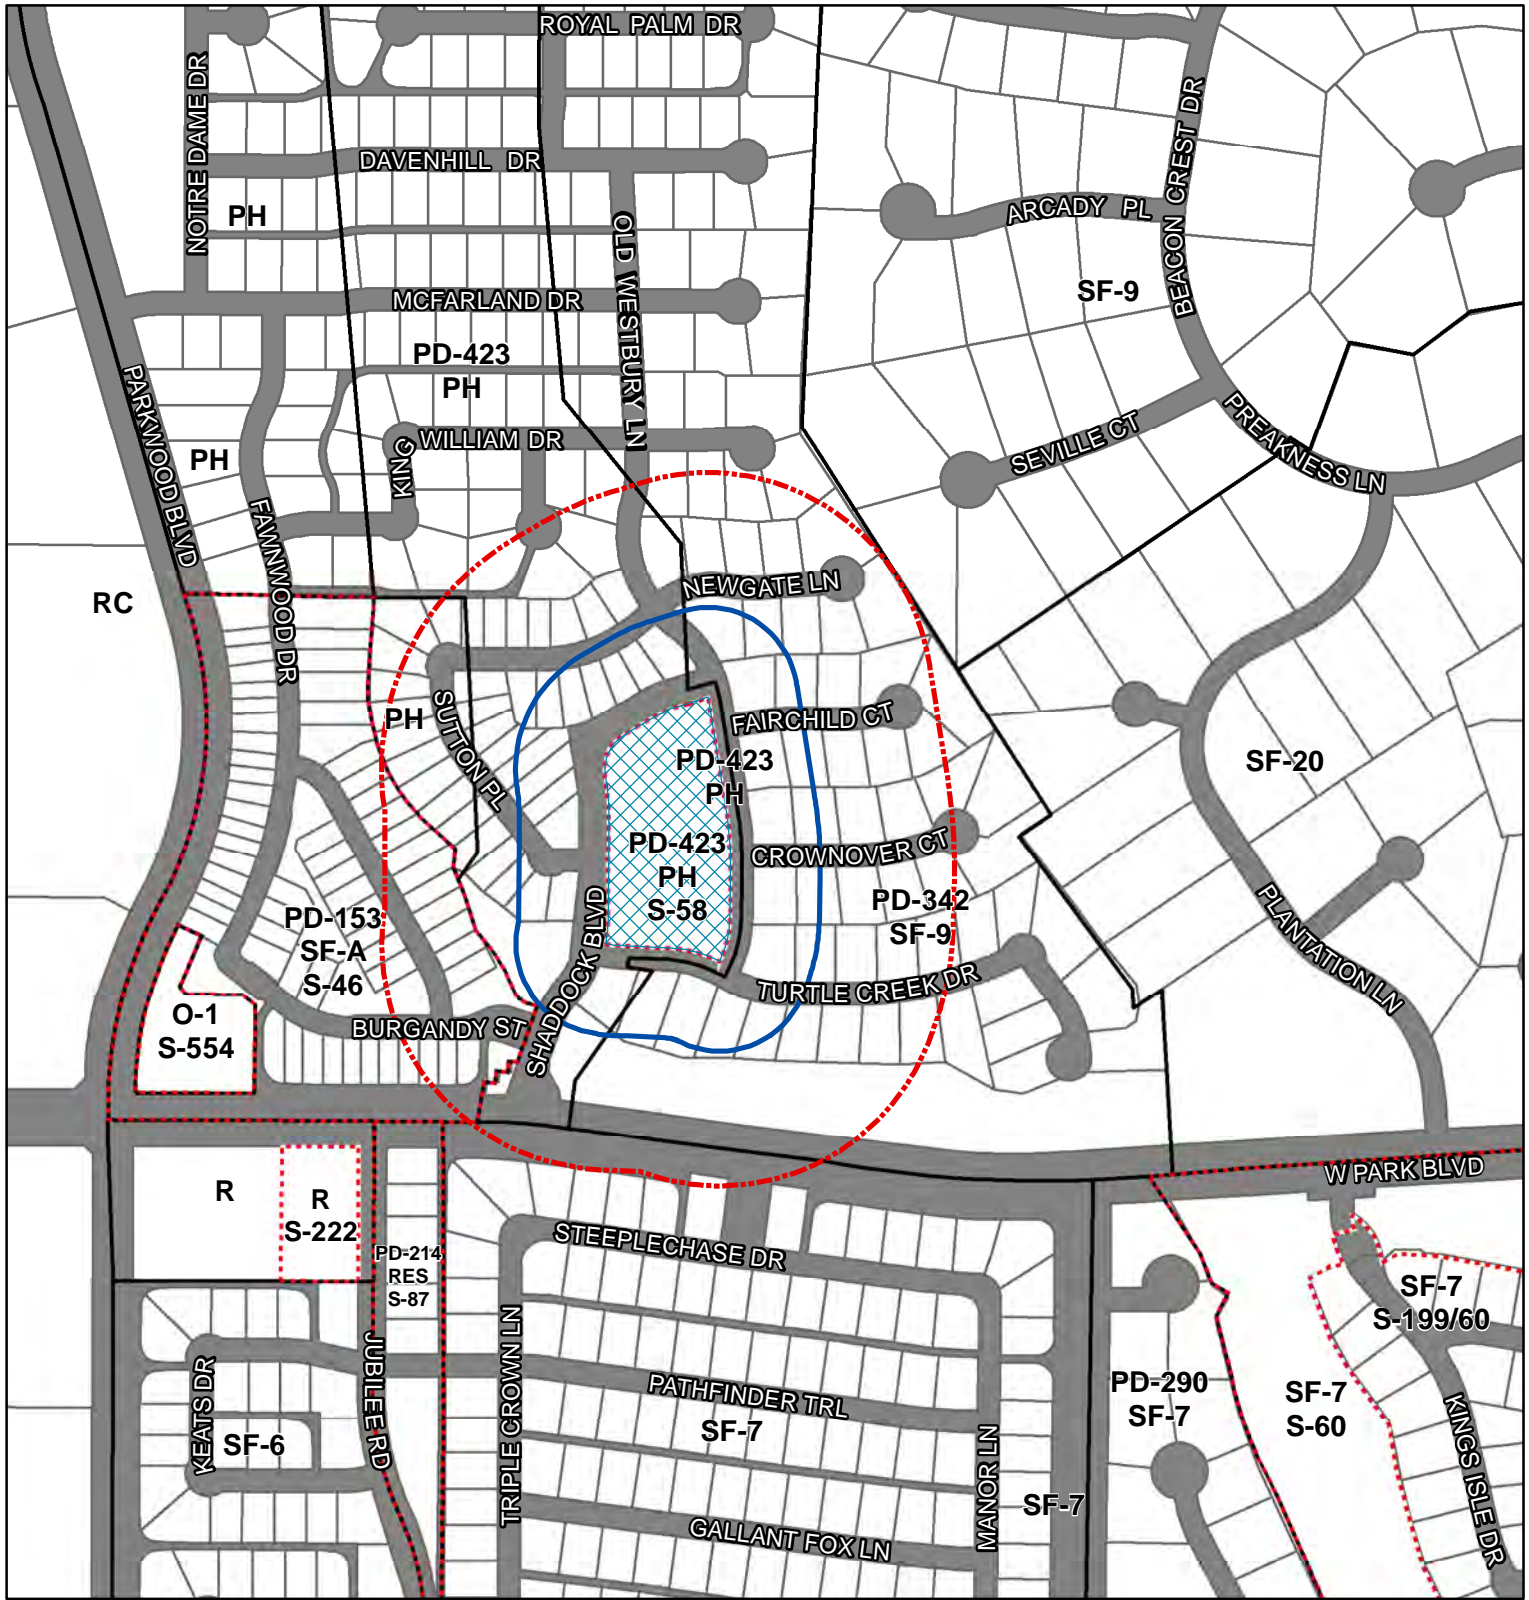 ROYAL PALM DR
NOTRE DAME DR
DAVENHILL DR
PH
OLD WESTBURY LN
ARCADY PL
BEACON CREST DR
SF-9
MCFARLAND DR
PD-423
PH
PARKWOOD BLVD
KING WILLIAM DR
PH
SEVILLE CT
PREAKNESS LN
FAWNWOOD DR
NEWGATE LN
RC
SUTTON PL
PH
FAIRCHILD CT
PD-423
PH
SF-20
PD-423
PH
S-58
CROWNOVER CT
PD-342
SF-9
SHADDOCK BLVD
PLANTATION LN
PD-153
SF-A
S-46
TURTLE CREEK DR
O-1
S-554
BURGANDY ST
W PARK BLVD
R
R
S-222
PD-214
RES
S-87
STEEPLECHASE DR
SF-7
S-199/60
JUBILEE RD
TRIPLE CROWN LN
KEATS DR
SF-6
PATHFINDER TRL
SF-7
PD-290
SF-7
SF-7
S-60
KINGS ISLE DR
MANOR LN
SF-7
GALLANT FOX LN